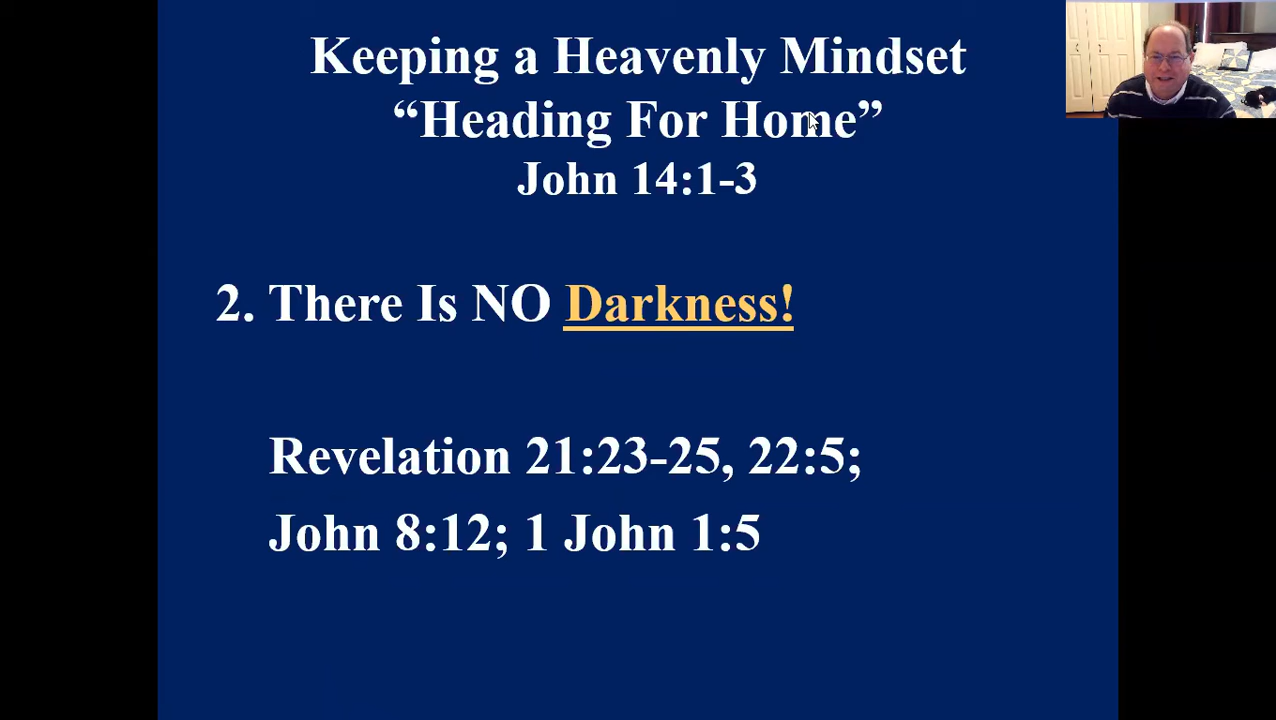 Keeping a Heavenly Mindset
“Heading For Home”
John 14:1-3
2. There Is NO Darkness!
Revelation 21:23-25, 22:5;
John 8:12; 1 John 1:5